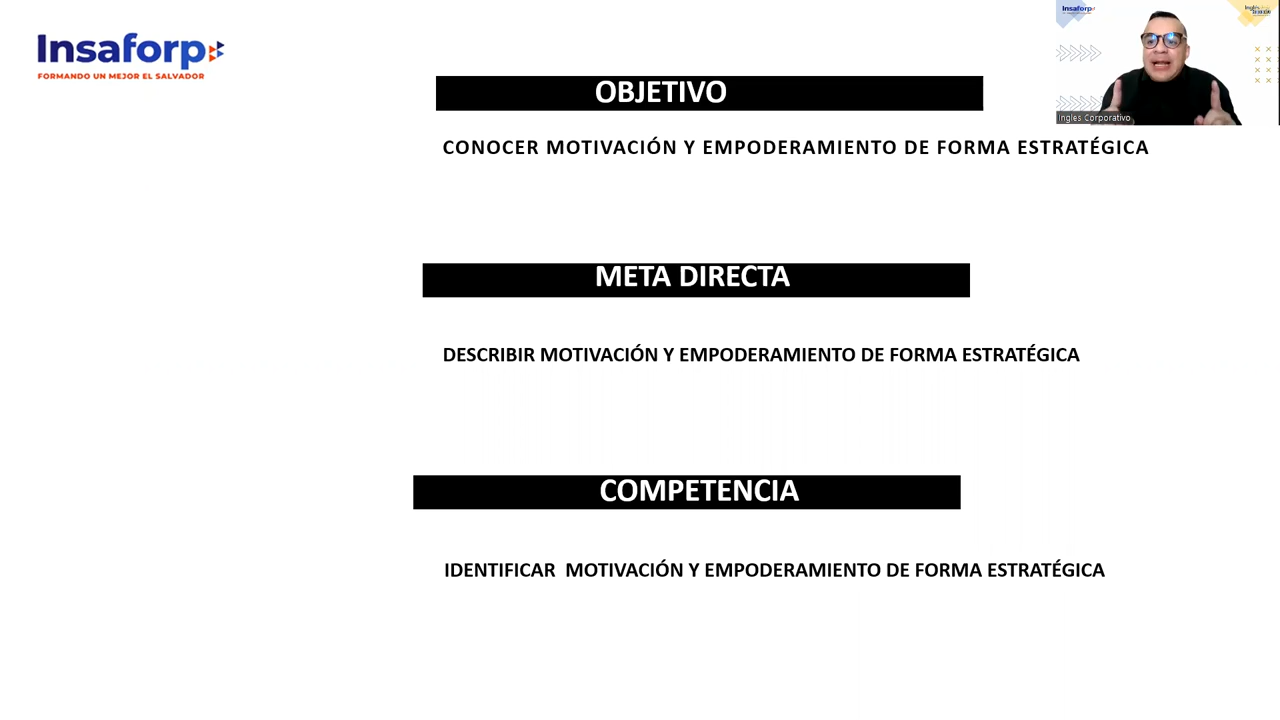 Insaforp
FORMANDO UN MEJOR EL SALVADOR
OBJETIVO
CONOCER MOTIVACIÓN Y EMPODERAMIENTO DE FORMA ESTRATÉGICA
META DIRECTA
DESCRIBIR MOTIVACIÓN Y EMPODERAMIENTO DE FORMA ESTRATÉGICA
COMPETENCIA
IDENTIFICAR MOTIVACIÓN Y EMPODERAMIENTO DE FORMA ESTRATÉGICA
Insaforp
Ingles Corporativo